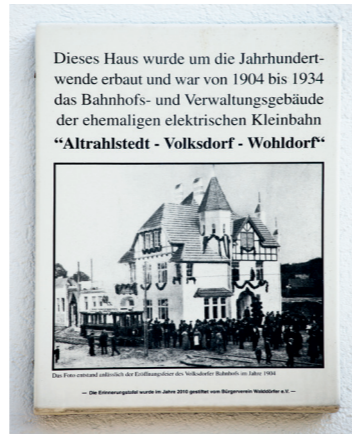 Dieses Haus wurde um die Jahrhundert-
wende erbaut und war von 1904 bis 1934
das Bahnhofs- und Verwaltungsgebäude
der ehemaligen elektrischen Kleinbahn
“Altrahlstedt - Volksdorf - Wohldorf“
Das Foto entstand anlässlich der Eröffnungsfeier des Volksdorfer Bahnhofs im Jahre 1904
— Die Erinnerungstafel wurde im Jahre 2010 gestiftet vom Bürgerverein Walddörfer e.V. —